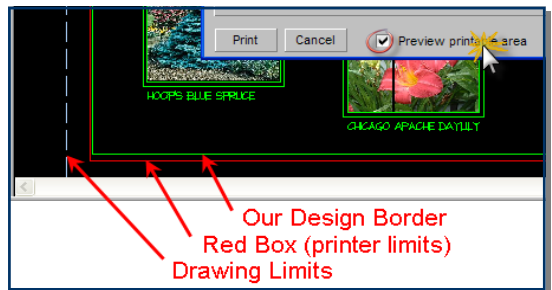 Print Cancel Preview printable area
HOOP'S BLUE SPRUCE
CHICAGO APACHE DAYLILY
Our Design Border
Red Box (printer limits)
Drawing Limits